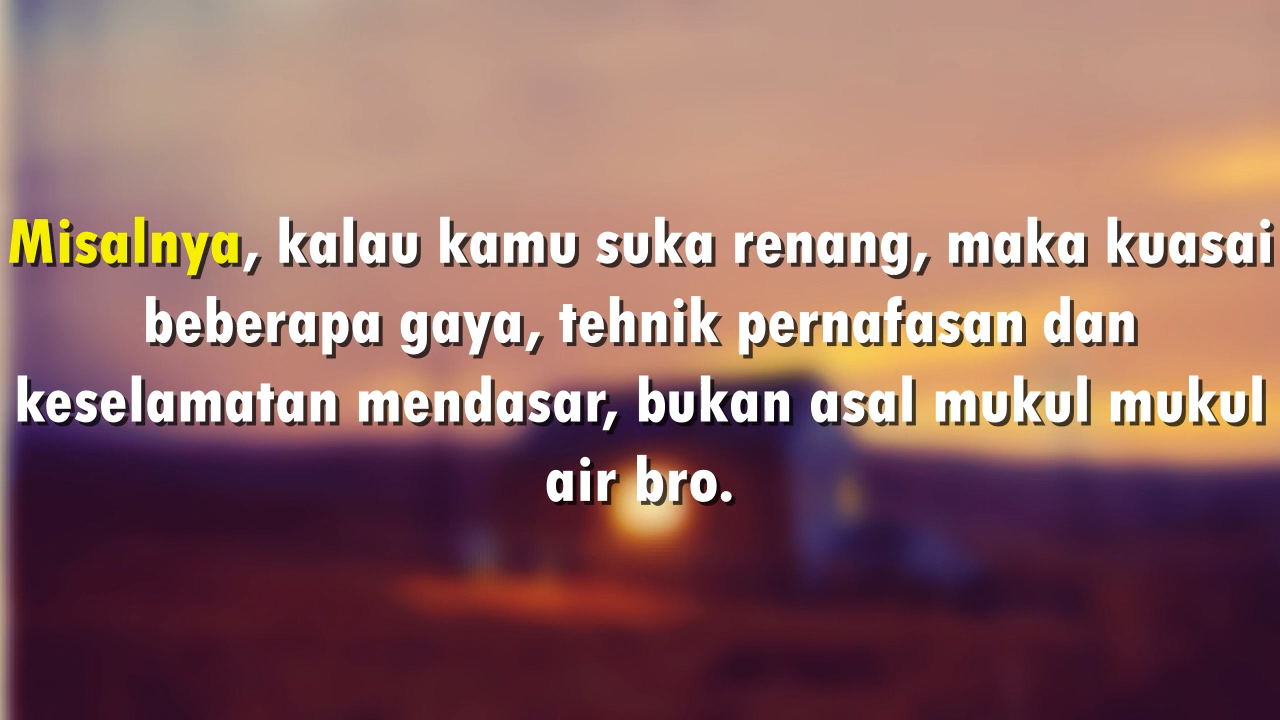 Misalnya, kalau kamu suka renang, maka kuasai
beberapa gaya, tehnik pernafasan dan
keselamatan mendasar, bukan asal mukul mukul
air bro.